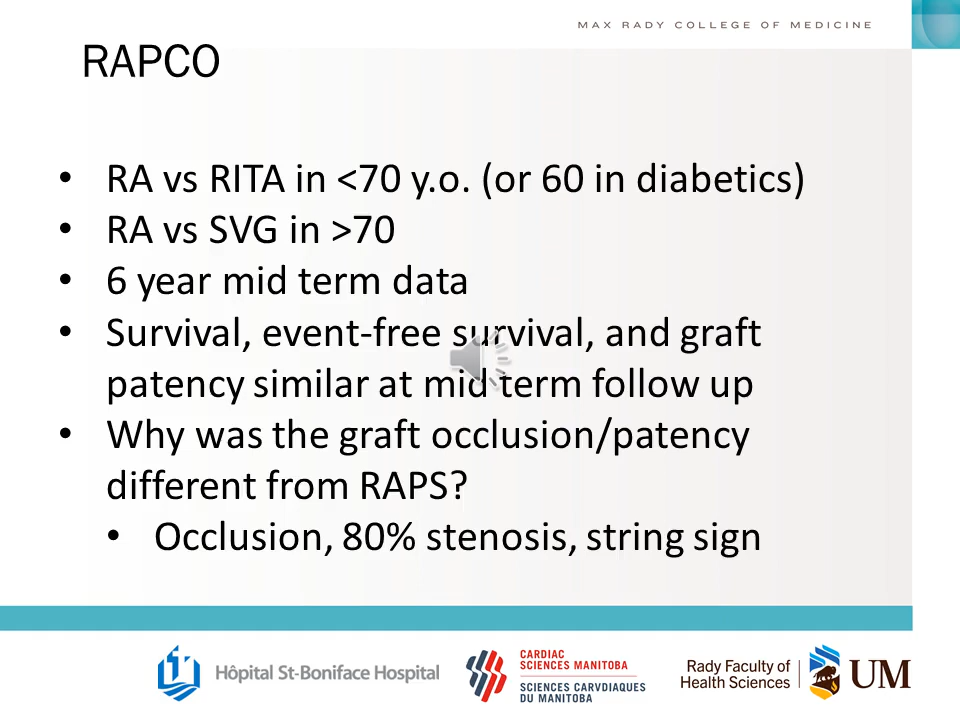 MAX RADY COLLEGE OF MEDICINE
RAPCO
• RA vs RITA in <70 y.o. (or 60 in diabetics)
• RA vs SVG in >70
• 6 year mid term data
• Survival, event-free survival, and graft
patency similar at mid term follow up
• Why was the graft occlusion/patency
different from RAPS?
• Occlusion, 80% stenosis, string sign
Hôpital St-Boniface Hospital
CARDIAC
SCIENCES MANITOBA
SCIENCES CARVDIAQUES
DU MANITOBA
Rady Faculty of
Health Sciences
UM